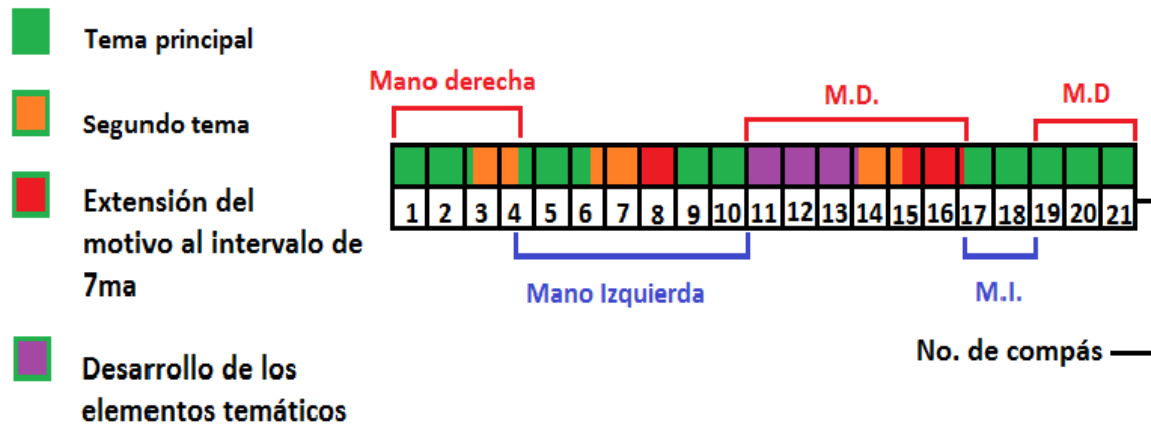 Tema principal
Segundo tema
Extensión del
motivo al intervalo de
7ma
Desarrollo de los
elementos temáticos
Mano derecha
M.D.
M.D
1 2 3 4 5 6 7 8 9 10 11 12 13 14 15 16 17 18 19 20 21
Mano Izquierda
M.I.
No. de compás